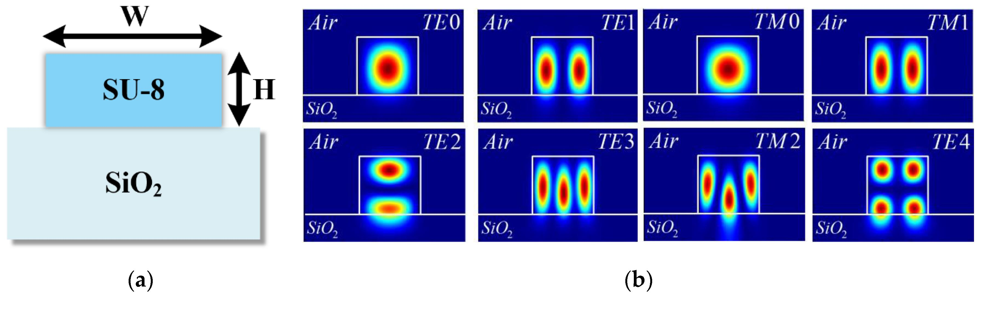 W
SU-8
H
SiO₂
(a)
Air TE0
SiO₂
Air TE1
SiO₂
Air TM0
SiO₂
Air TM1
SiO₂
Air TE2
SiO₂
Air TE3
SiO₂
Air TM2
SiO₂
Air TE4
SiO₂
(b)